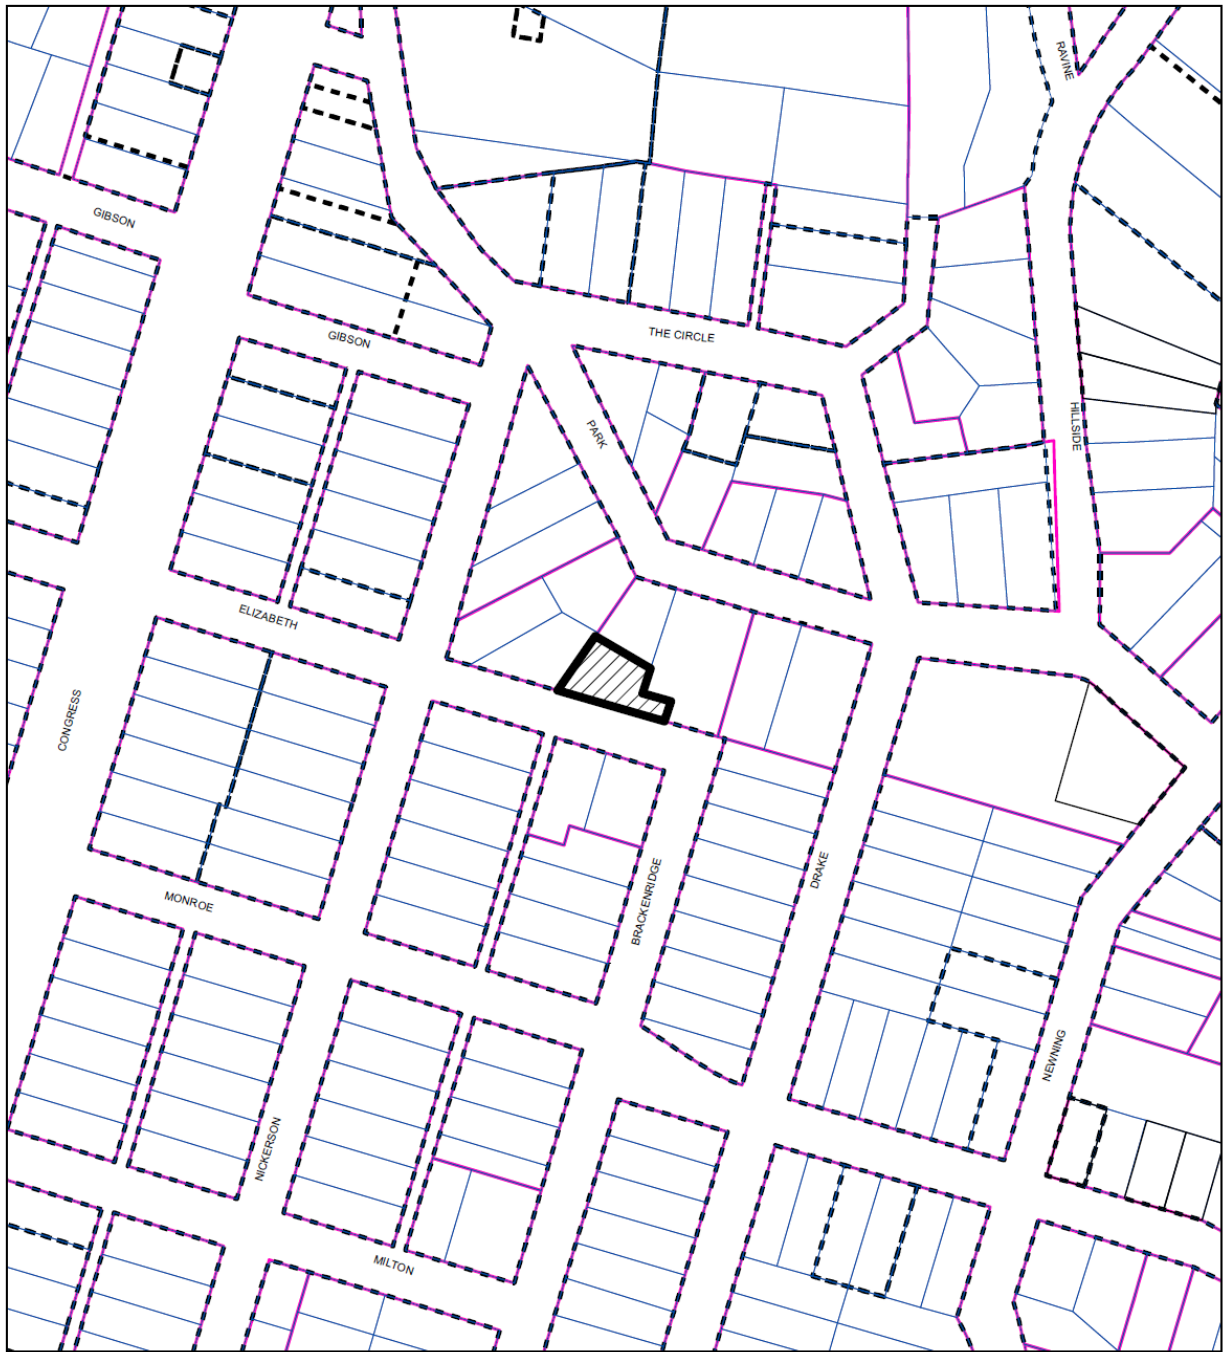 RAVINE
GIBSON
GIBSON
THE CIRCLE
PARK
HILLSIDE
ELIZABETH
CONGRESS
DRAKE
MONROE
BRACKENRIDGE
NEWNING
NICKERSON
MILTON